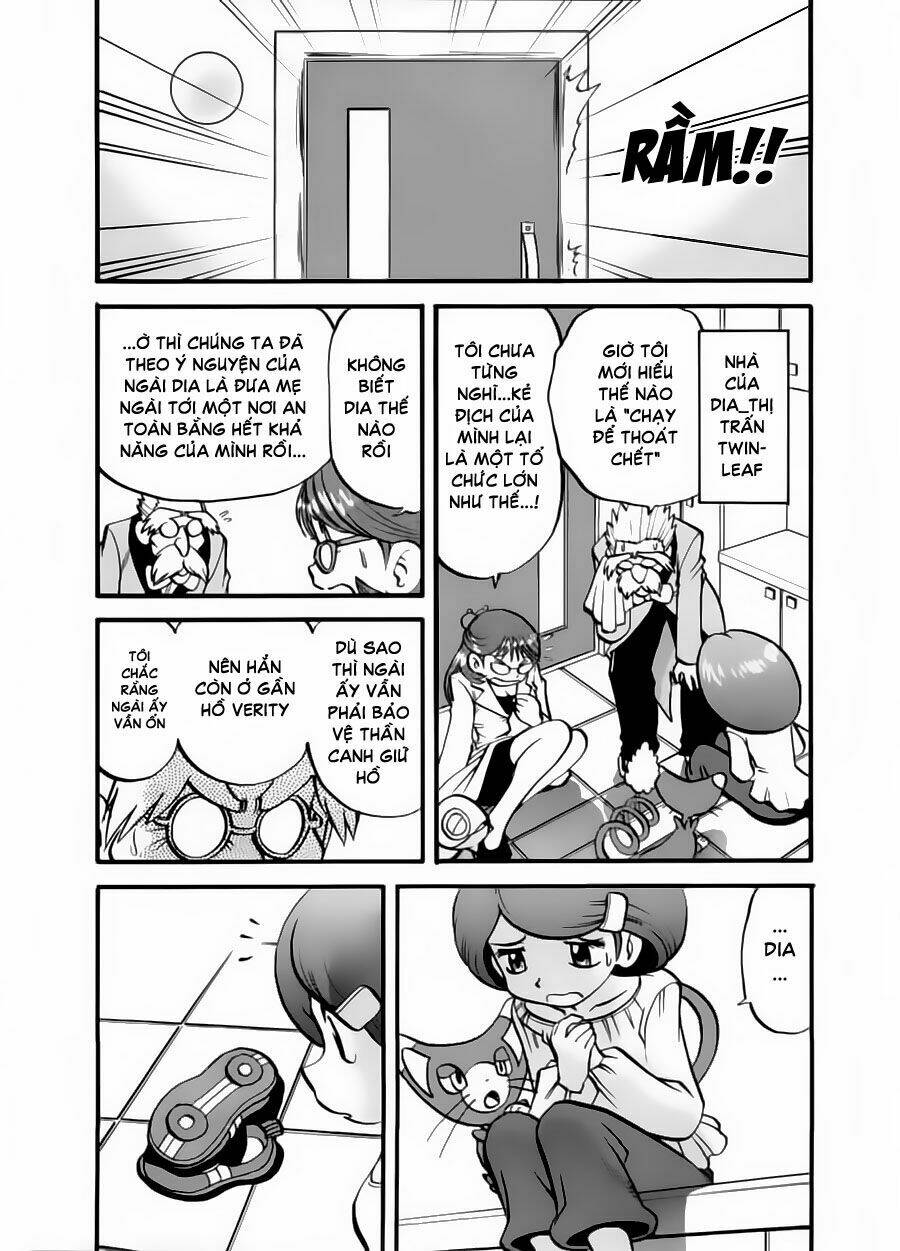 RẦM!!
NHÀ
CỦA
DIA_THỊ
TRẤN
TWIN-
LEAF
GIỜ TÔI
MỚI HIỂU
THẾ NÀO
LÀ "CHẠY
ĐỂ THOÁT
CHẾT"
TÔI CHƯA
TỪNG
NGHĨ...KẺ
ĐỊCH CỦA
MÌNH LẠI
LÀ MỘT TỔ
CHỨC LỚN
NHƯ THẾ...!
KHÔNG
BIẾT
DIA THẾ
NÀO
RỒI
...Ờ THÌ CHÚNG TA ĐÃ
THEO Ý NGUYỆN CỦA
NGÀI DIA LÀ ĐƯA MẸ
NGÀI TỚI MỘT NƠI AN
TOÀN BẰNG HẾT KHẢ
NĂNG CỦA MÌNH RỒI...
DÙ SAO
THÌ NGÀI
ẤY VẪN
PHẢI BẢO
VỆ THẦN
CANH GIỮ
HỒ
NÊN HẲN
CÒN Ở GẦN
HỒ VERITY
TÔI
CHẮC
RẰNG
NGÀI ẤY
VẪN ỔN
...
DIA
...